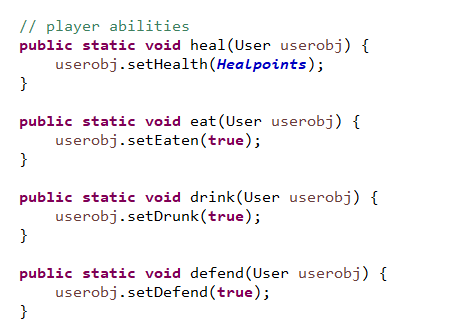 // player abilities
public static void heal(User userobj) {
    userobj.setHealth(Healpoints);
}
public static void eat(User userobj) {
    userobj.setEaten(true);
}
public static void drink(User userobj) {
    userobj.setDrunk(true);
}
public static void defend(User userobj) {
    userobj.setDefend(true);
}